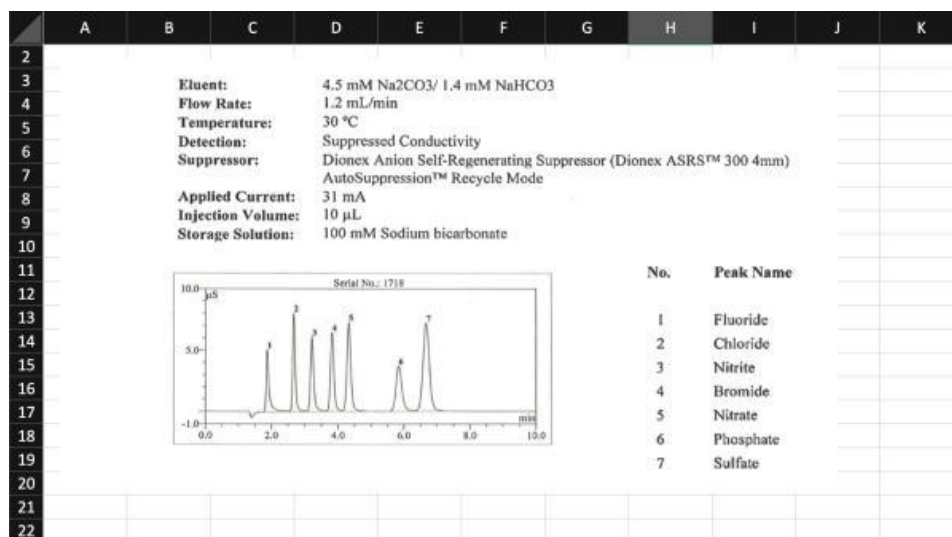 A B C D E F G H I J K
2
3
4
5
6
7
8
9
10
11
12
13
14
15
16
17
18
19
20
21
22
Eluent: 4.5 mM Na2CO3/ 1.4 mM NaHCO3
Flow Rate: 1.2 mL/min
Temperature: 30 °C
Detection: Suppressed Conductivity
Suppressor: Dionex Anion Self-Regenerating Suppressor (Dionex ASRS™ 300 4mm)
AutoSuppression™ Recycle Mode
Applied Current: 31 mA
Injection Volume: 10 µL
Storage Solution: 100 mM Sodium bicarbonate
Serial No.: 1718
10.0
µS
5.0
-1.0
1 2 3 4 5 6 7
min
0.0 2.0 4.0 6.0 8.0 10.0
No. Peak Name
1 Fluoride
2 Chloride
3 Nitrite
4 Bromide
5 Nitrate
6 Phosphate
7 Sulfate